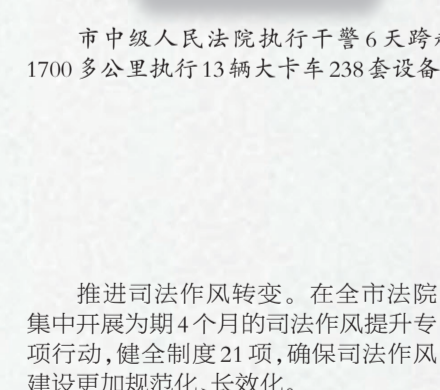 市中级人民法院执行干警6天跨
1700多公里执行13辆大卡车238套设备
推进司法作风转变。在全市法院
集中开展为期4个月的司法作风提升专
项行动,健全制度21项,确保司法作风
建设更加规范化、长效化。